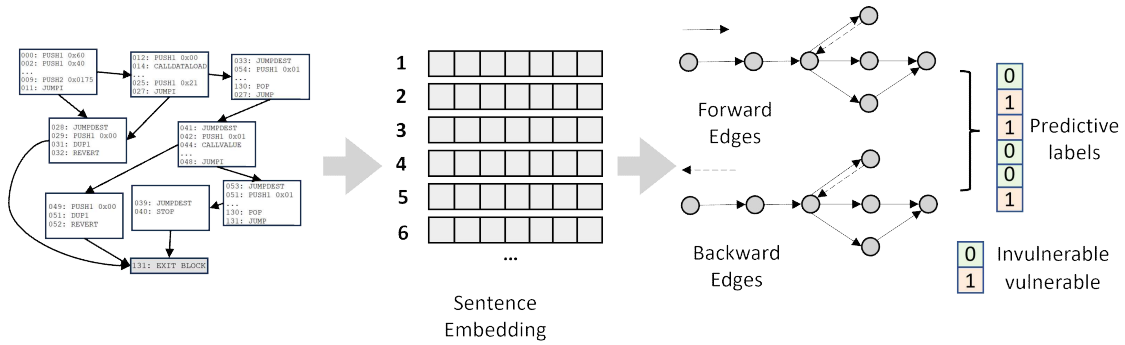 000: PUSH1 0x60
002: PUSH1 0x40
...
009: PUSH2 0x0175
011: JUMPI
012: PUSH1 0x00
014: CALLDATALOAD
...
025: PUSH1 0x21
027: JUMPI
033: JUMPDEST
054: PUSH1 0x01
...
130: POP
027: JUMP
028: JUMPDEST
029: PUSH1 0x00
031: DUP1
032: REVERT
041: JUMPDEST
042: PUSH1 0x01
044: CALLVALUE
...
048: JUMPI
049: PUSH1 0x00
051: DUP1
052: REVERT
039: JUMPDEST
040: STOP
053: JUMPDEST
051: PUSH1 0x01
...
130: POP
131: JUMP
131: EXIT BLOCK
1
2
3
4
5
6
...
Sentence
Embedding
Forward
Edges
Backward
Edges
0
1
1
0
0
1
Predictive
labels
0 Invulnerable
1 vulnerable